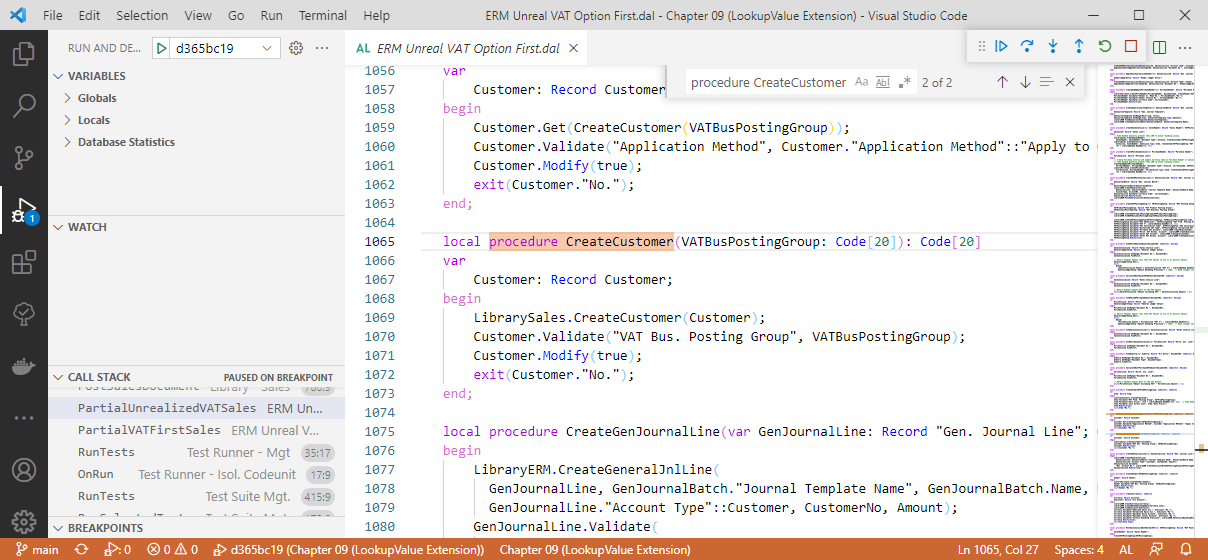 File Edit Selection View Go Run Terminal Help ERM Unreal VAT Option First.dal - Chapter 09 (LookupValue Extension) - Visual Studio Code
RUN AND DE... d365bc19 ...
VARIABLES
Globals
Locals
Database Statistics
WATCH
CALL STACK PAUSED ON BREAKPOINT
PostSalesDocument Library - Sales
PartialUnrealizedVATSales ERM Un...
PartialVATFirstSales ERM Unreal V...
RunTests Test Runner - Mgt 35:17
OnRun Test Runner - Isol. Codeunit 17:9
RunTests Test Suite Mgt. 415:9
BREAKPOINTS
1
AL ERM Unreal VAT Option First.dal
procedure CreateCustomer Aa Abl .* 2 of 2
1056 var
1057 Customer: Record Customer
1058 begin
1059 Customer.Get(CreateCustomer(VATBusPostingGroup));
1060 Customer.Validate("Application Method", Customer."Application Method"::"Apply to
1061 Customer.Modify(true);
1062 exit(Customer."No.");
1063 end;
1064
1065 local procedure CreateCustomer(VATBusPostingGroup: Code[20]): Code[20]
1066 var
1067 Customer: Record Customer;
1068 begin
1069 LibrarySales.CreateCustomer(Customer);
1070 Customer.Validate("VAT Bus. Posting Group", VATBusPostingGroup);
1071 Customer.Modify(true);
1072 exit(Customer."No.");
1073 end;
1074
1075 local procedure CreateGenJournalLine(var GenJournalLine: Record "Gen. Journal Line";
1076 begin
1077 LibraryERM.CreateGeneralJnlLine(
1078 GenJournalLine, GenJournalBatch."Journal Template Name", GenJournalBatch.Name,
1079 GenJournalLine."Account Type"::Customer, CustomerNo, Amount);
1080 GenJournalLine.Validate(
main 0 0 0 d365bc19 (Chapter 09 (LookupValue Extension)) Chapter 09 (LookupValue Extension) Ln 1065, Col 27 Spaces: 4 AL